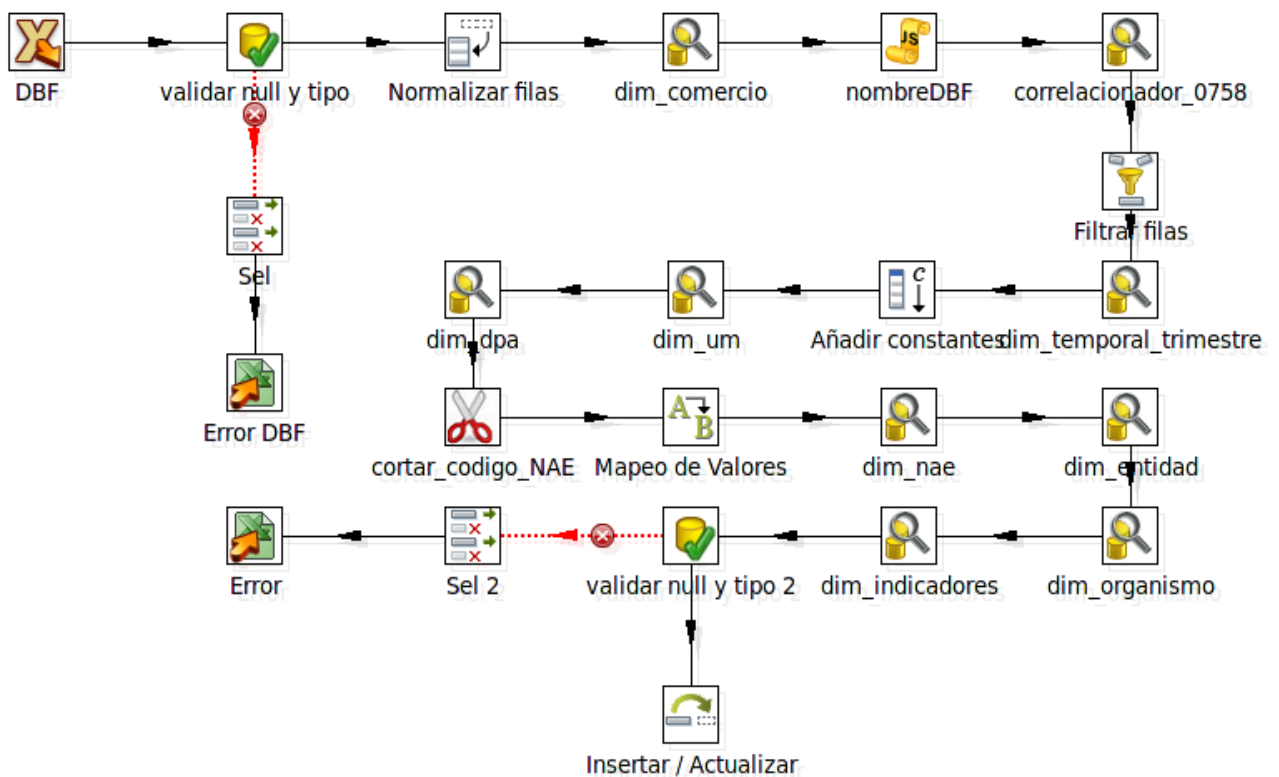 DBF
validar null y tipo
Normalizar filas
dim_comercio
nombreDBF
correlacionador_0758
Filtrar filas
Sel
dim_dpa
dim_um
Añadir constantes
dim_temporal_trimestre
Error DBF
cortar_codigo_NAE
Mapeo de Valores
dim_nae
dim_entidad
Error
Sel 2
validar null y tipo 2
dim_indicadores
dim_organismo
Insertar / Actualizar